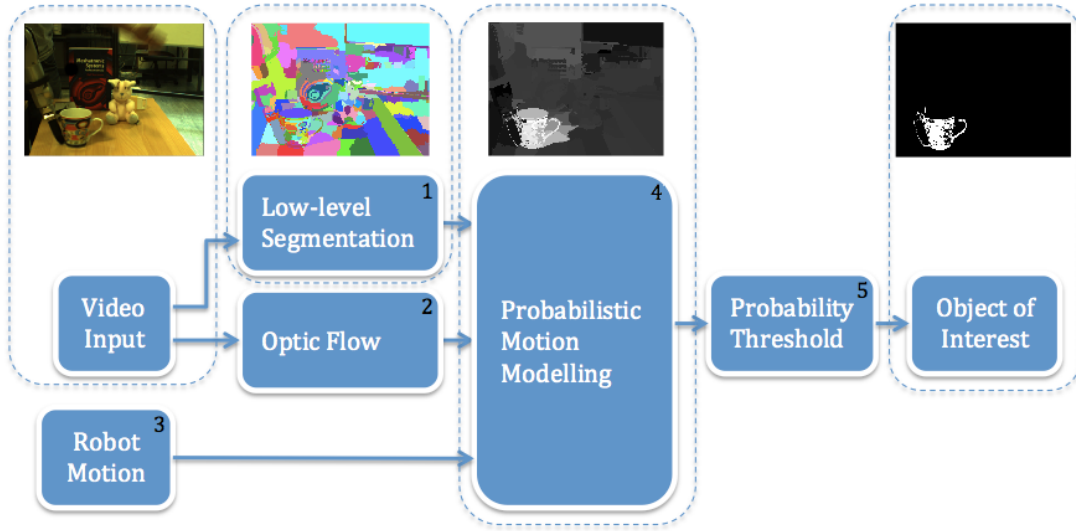 1
Low-level
Segmentation
4
Video
Input
2
Optic Flow
Probabilistic
Motion
Modelling
5
Probability
Threshold
Object of
Interest
3
Robot
Motion